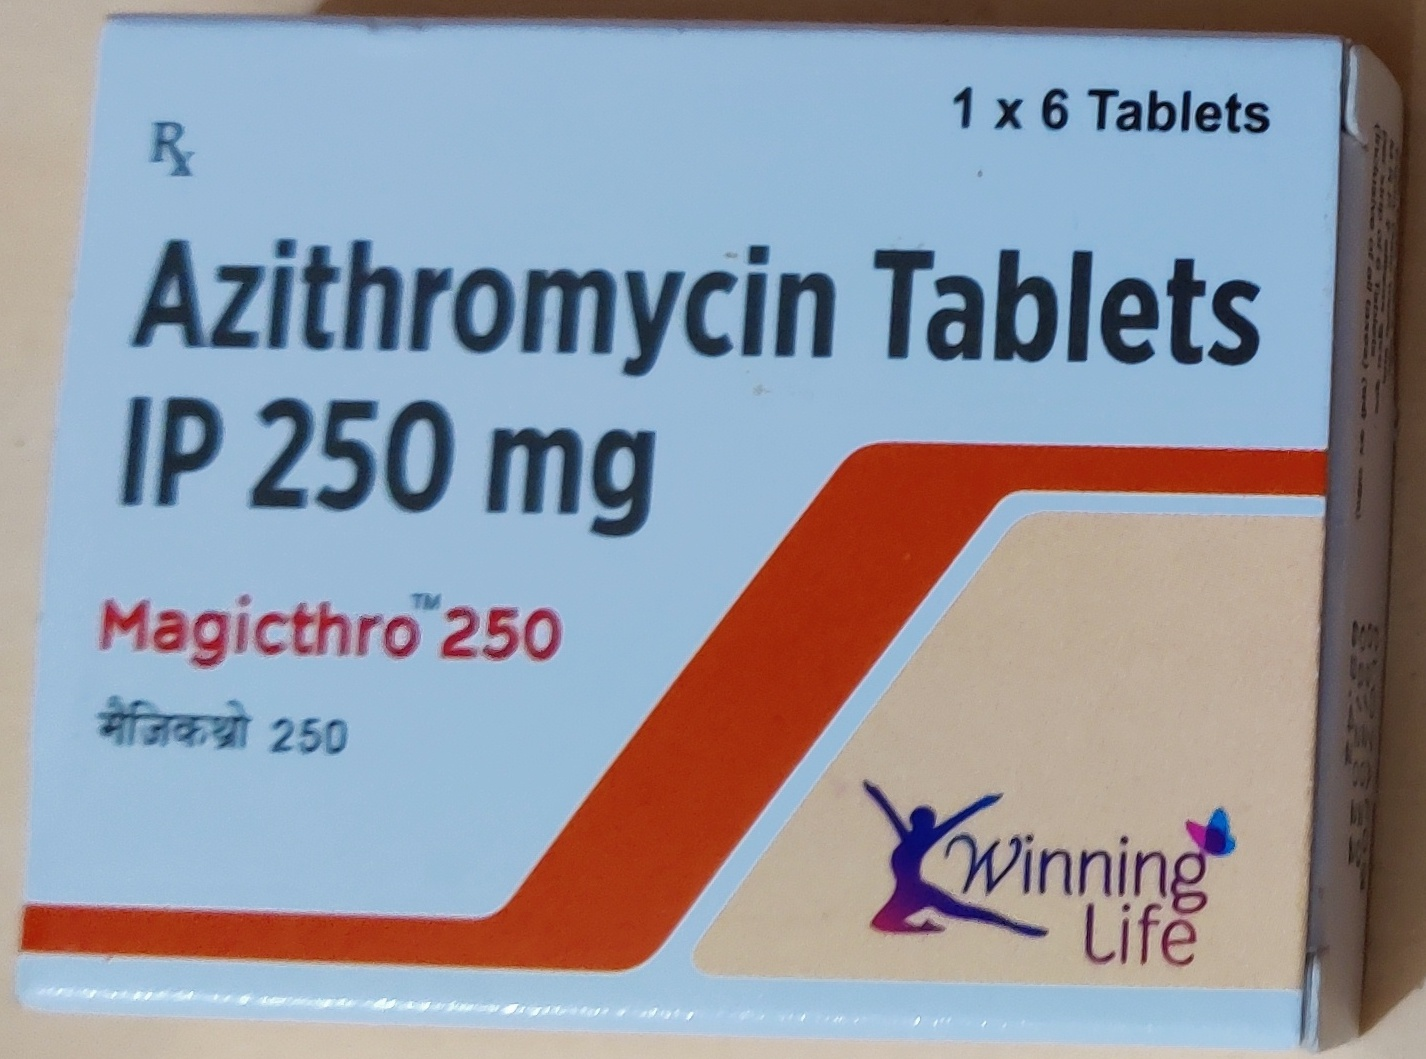 1 x 6 Tablets
Rx
Azithromycin Tablets
IP 250 mg
Magicthro™ 250
मैजिकथ्रो 250
Winning
Life